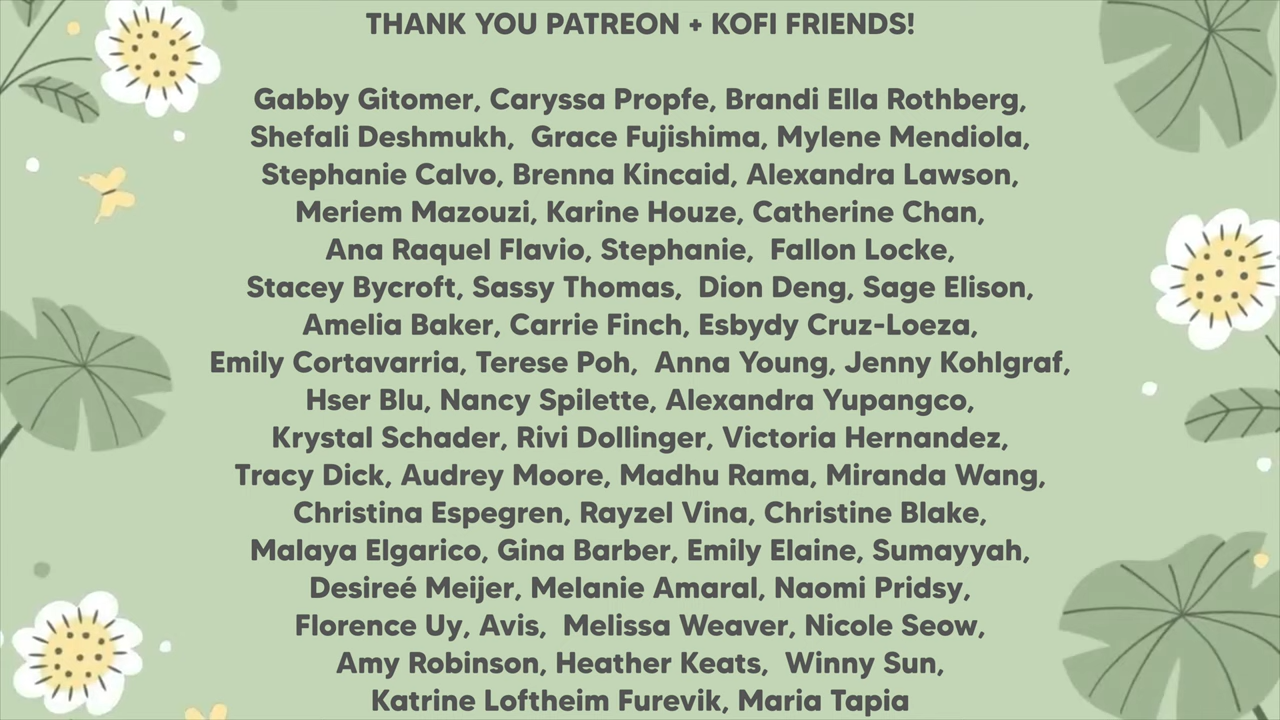 THANK YOU PATREON + KOFI FRIENDS!
Gabby Gitomer, Caryssa Propfe, Brandi Ella Rothberg,
Shefali Deshmukh, Grace Fujishima, Mylene Mendiola,
Stephanie Calvo, Brenna Kincaid, Alexandra Lawson,
Meriem Mazouzi, Karine Houze, Catherine Chan,
Ana Raquel Flavio, Stephanie, Fallon Locke,
Stacey Bycroft, Sassy Thomas, Dion Deng, Sage Elison,
Amelia Baker, Carrie Finch, Esbydy Cruz-Loeza,
Emily Cortavarria, Terese Poh, Anna Young, Jenny Kohlgraf,
Hser Blu, Nancy Spilette, Alexandra Yupangco,
Krystal Schader, Rivi Dollinger, Victoria Hernandez,
Tracy Dick, Audrey Moore, Madhu Rama, Miranda Wang,
Christina Espegren, Rayzel Vina, Christine Blake,
Malaya Elgarico, Gina Barber, Emily Elaine, Sumayyah,
Desireé Meijer, Melanie Amaral, Naomi Pridsy,
Florence Uy, Avis, Melissa Weaver, Nicole Seow,
Amy Robinson, Heather Keats, Winny Sun,
Katrine Loftheim Furevik, Maria Tapia